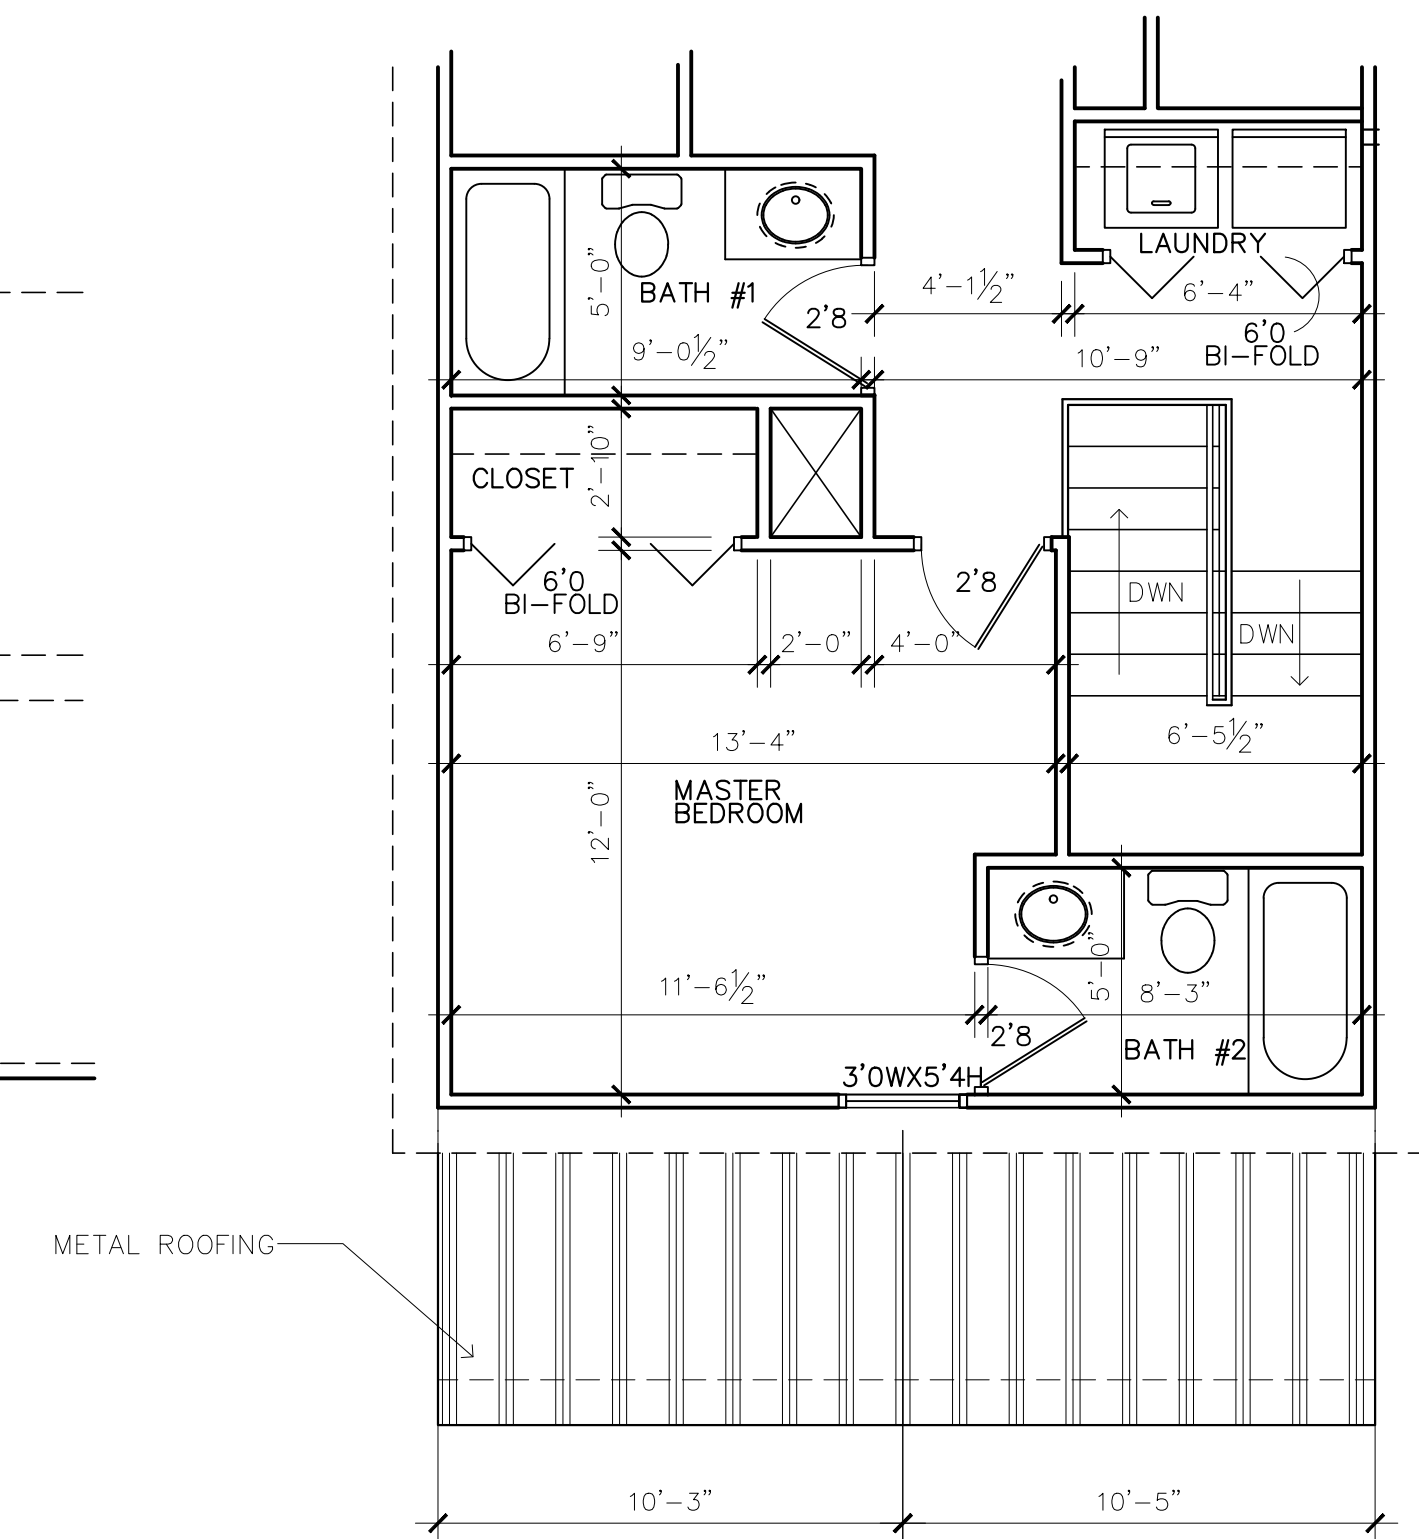 LAUNDRY
5'-0"
BATH #1
2'8
4'-1½"
6'-4"
6'0
BI-FOLD
9'-0½"
10'-9"
2'-10"
CLOSET
6'0
BI-FOLD
2'8
DWN
DWN
6'-9"
2'-0"
4'-0"
13'-4"
6'-5½"
MASTER
BEDROOM
12'-0"
11'-6½"
5'-0"
8'-3"
2'8
BATH #2
3'0WX5'4H
METAL ROOFING
10'-3"
10'-5"